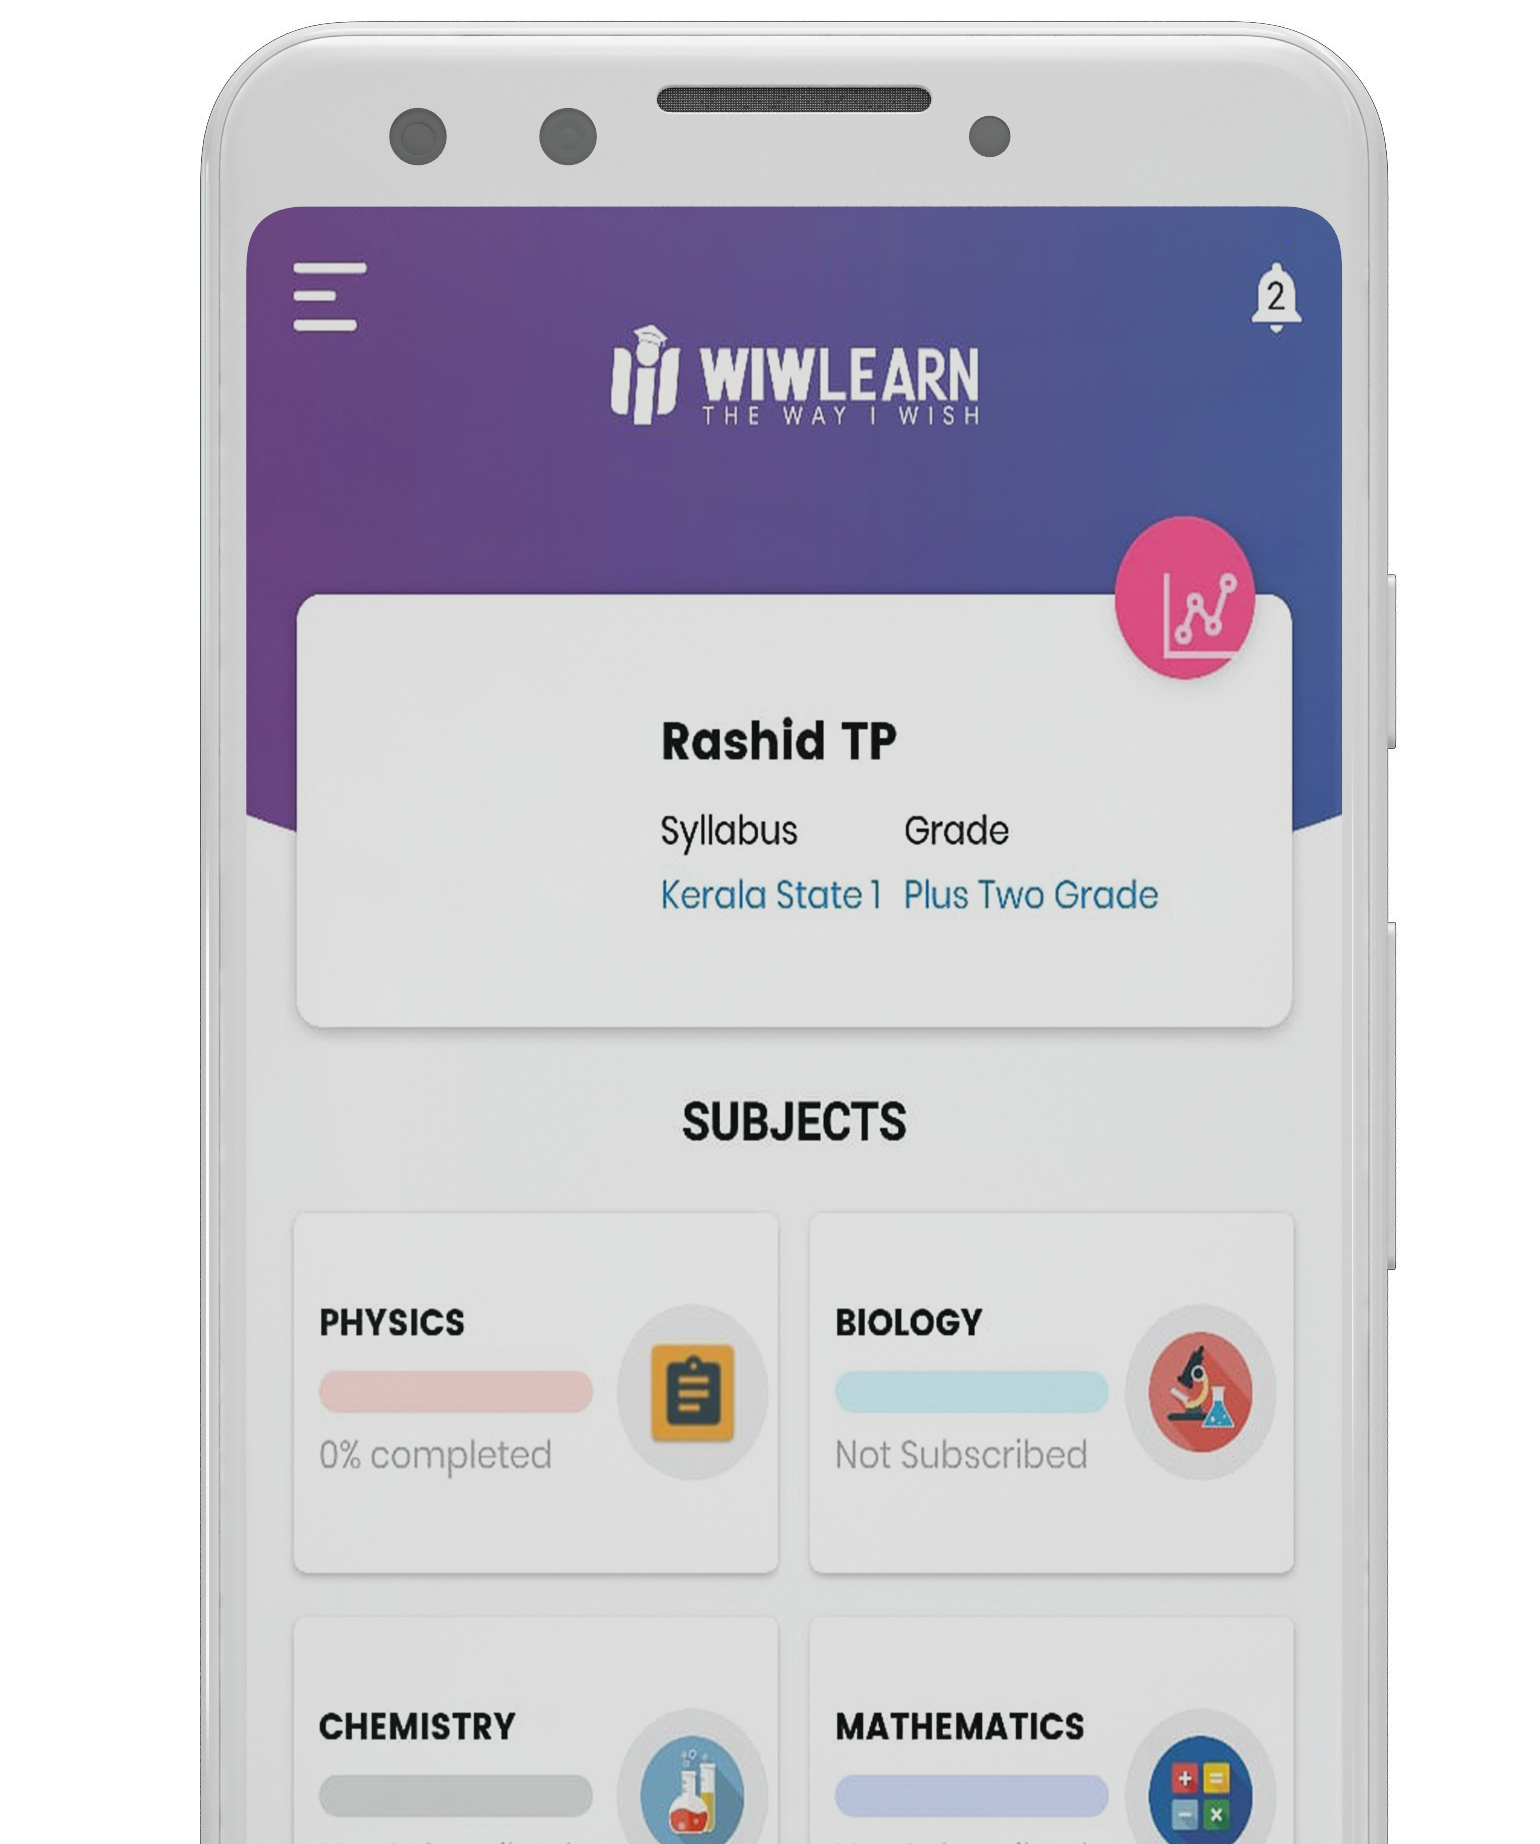 2
WIWLEARN
THE WAY I WISH
Rashid TP
Syllabus Grade
Kerala State 1 Plus Two Grade
SUBJECTS
PHYSICS BIOLOGY
0% completed Not Subscribed
CHEMISTRY MATHEMATICS